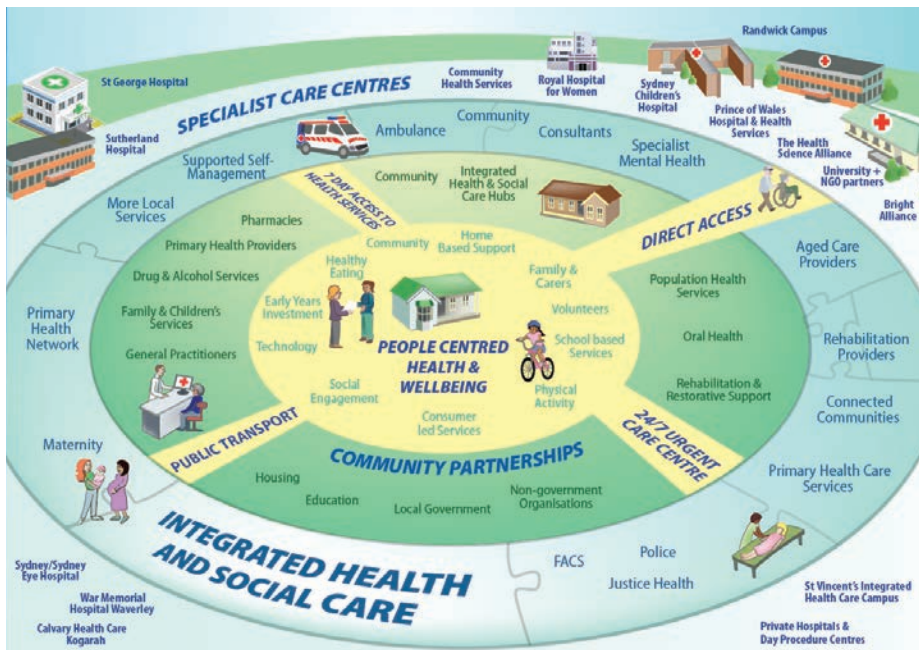 Randwick Campus
St George Hospital
SPECIALIST CARE CENTRES
Community
Health Services
Royal Hospital
for Women
Sydney
Children's
Hospital
Prince of Wales
Hospital & Health
Services
The Health
Science Alliance
University +
NGO partners
Bright
Alliance
Sutherland
Hospital
Supported Self-
Management
Ambulance
Community
Consultants
Specialist
Mental Health
More Local
Services
7 DAY ACCESS TO
HEALTH SERVICES
Community
Integrated
Health & Social
Care Hubs
DIRECT ACCESS
Aged Care
Providers
Pharmacies
Primary Health Providers
Drug & Alcohol Services
Family & Children's
Services
General Practitioners
Community
Home
Based Support
Healthy
Eating
Family &
Carers
Early Years
Investment
Volunteers
Technology
School based
Services
PEOPLE CENTRED
HEALTH &
WELLBEING
Social
Engagement
Physical
Activity
Consumer
led Services
Population Health
Services
Oral Health
Rehabilitation &
Restorative Support
Primary
Health
Network
Rehabilitation
Providers
Connected
Communities
Maternity
PUBLIC TRANSPORT
COMMUNITY PARTNERSHIPS
24/7 URGENT
CARE CENTRE
Primary Health Care
Services
Housing
Education
Local Government
Non-government
Organisations
INTEGRATED HEALTH
AND SOCIAL CARE
FACS
Police
Justice Health
Sydney/Sydney
Eye Hospital
War Memorial
Hospital Waverley
Calvary Health Care
Kogarah
St Vincent's Integrated
Health Care Campus
Private Hospitals &
Day Procedure Centres